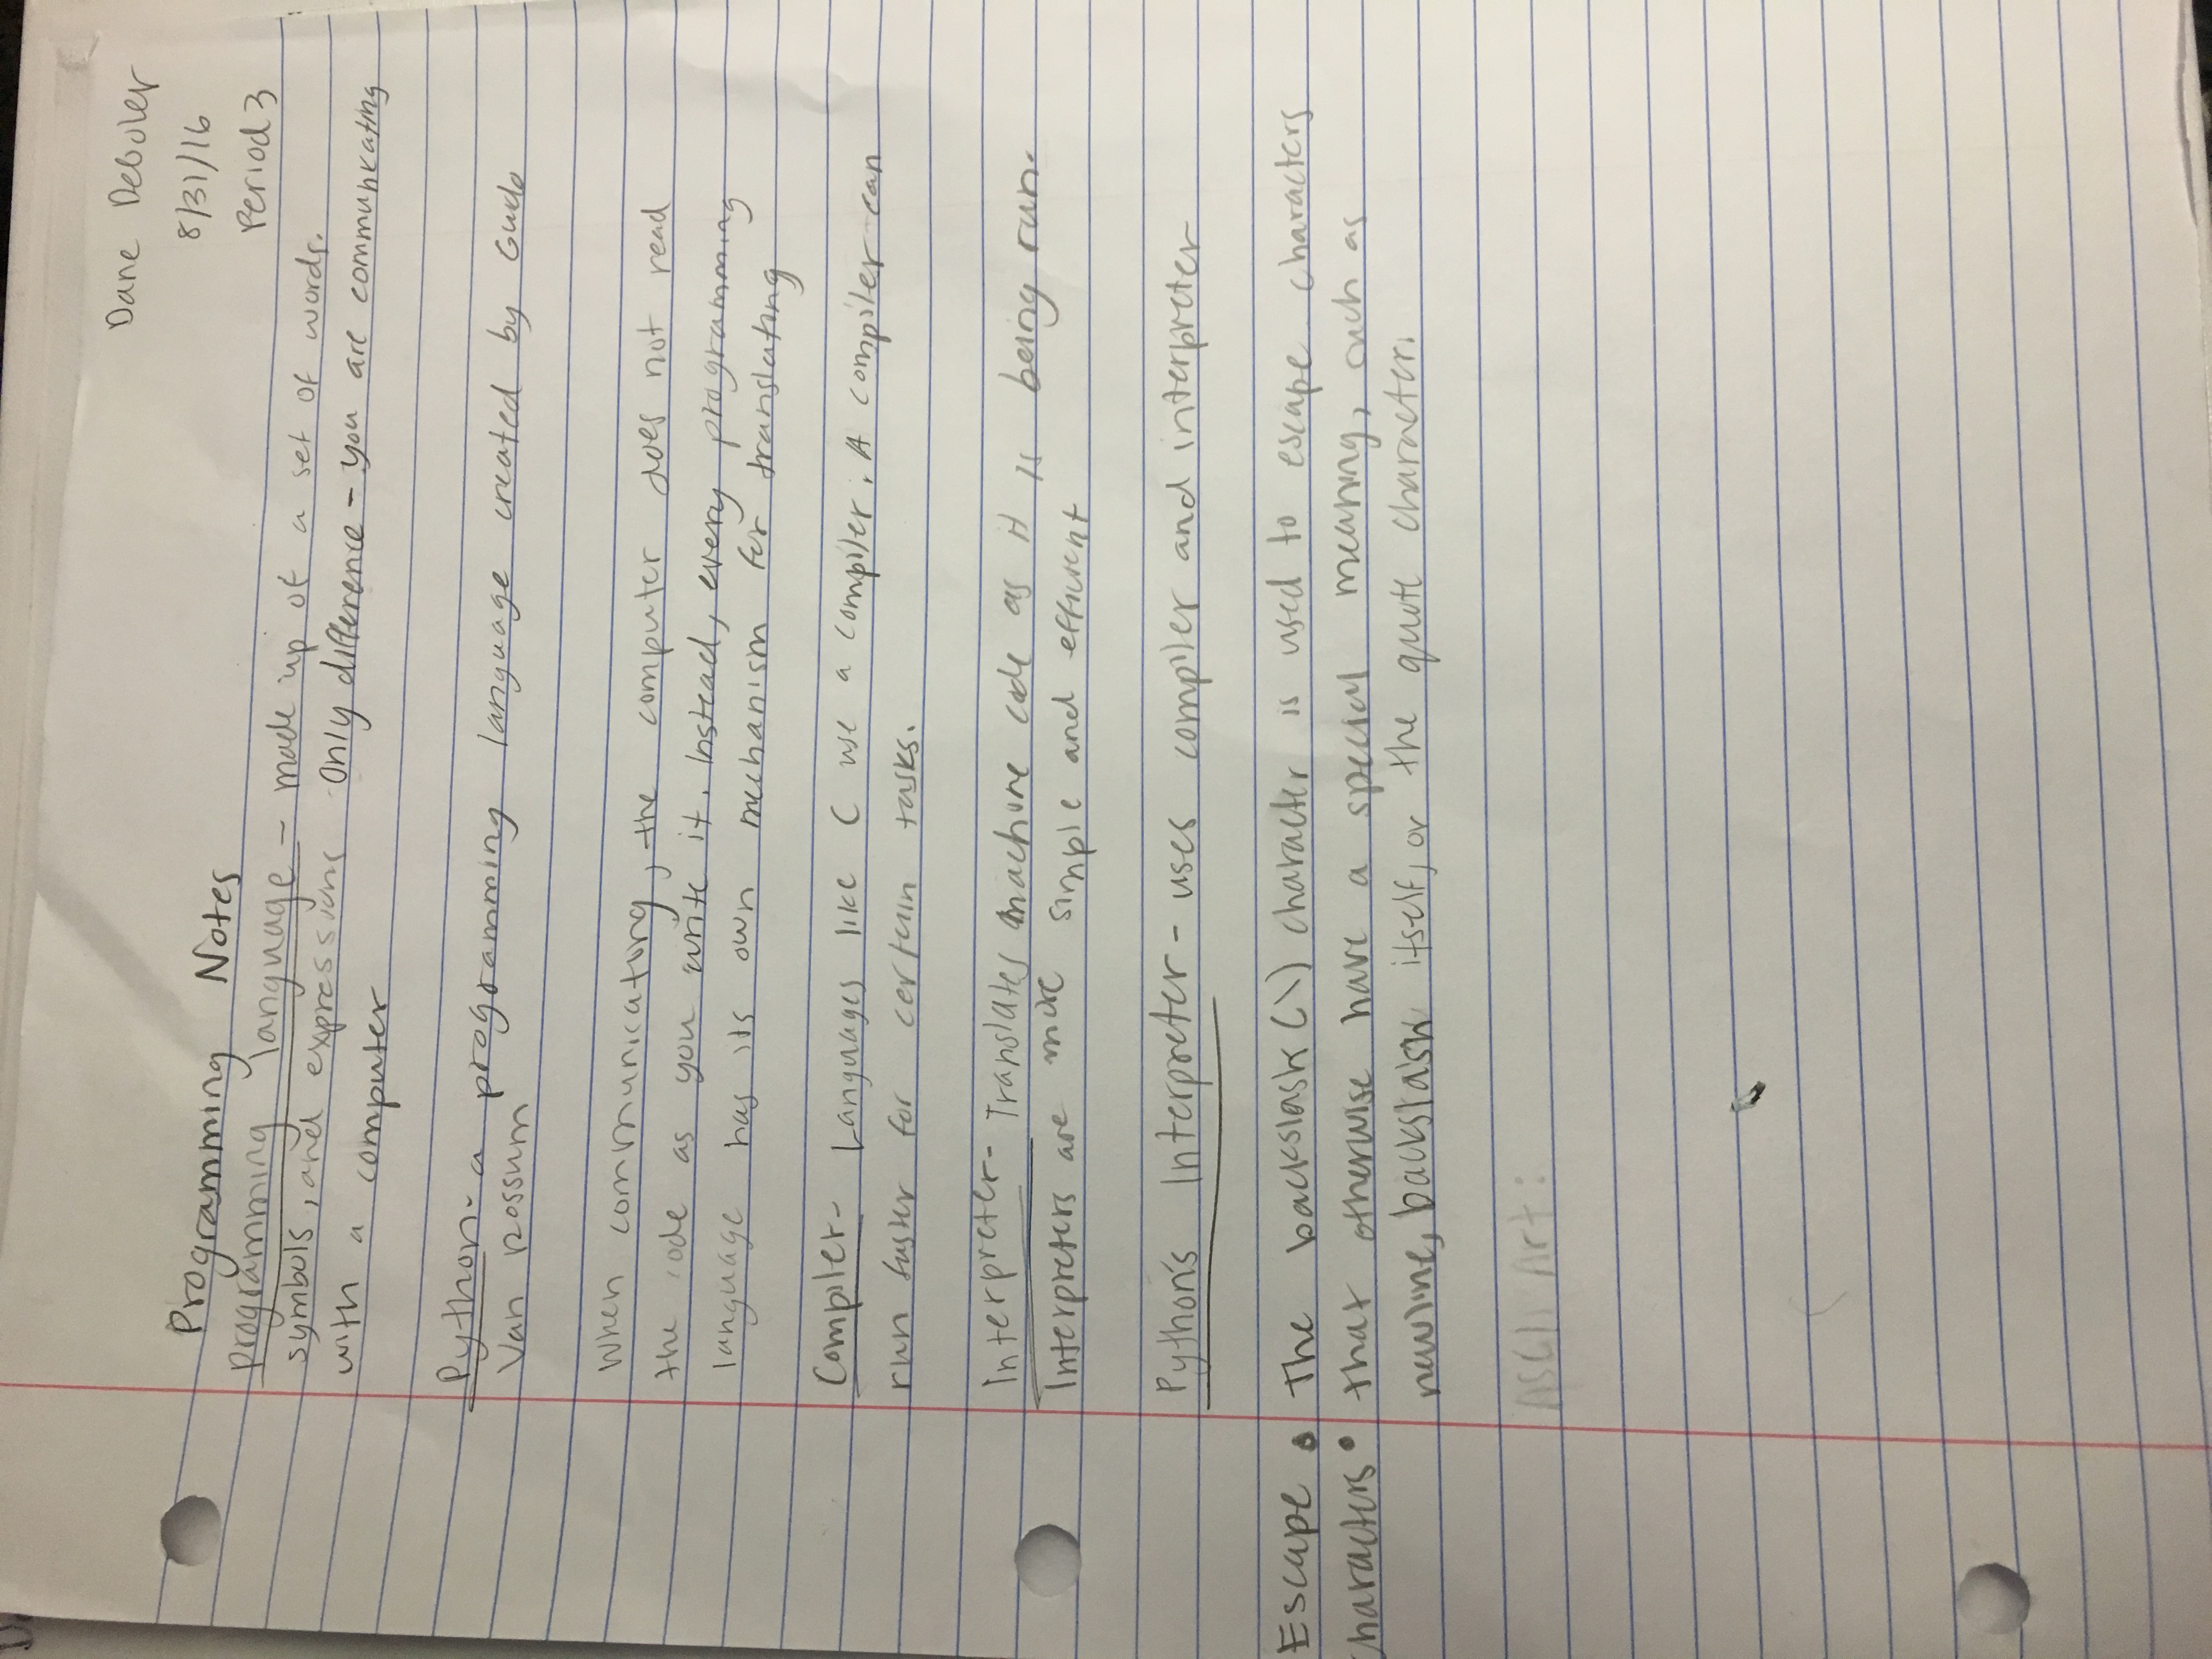 Dane Debuler
8/31/16
Period 3
Programming Notes
programming language - made up of a set of words.
symbols, and expressions Only difference - you are communicating
with a computer
Python - a programming language created by Guido
Van Rossum
When communicating, the computer does not read
the code as you write it. Instead, every programming
language has its own mechanism for translating
Compiler - Languages like C use a compiler. A compiler can
run faster for certain tasks.
Interpreter - Translates machine code as it is being run.
Interpreters are more simple and efficient
Python's Interpreter - uses compiler and interpreter
Escape • The backslash (\) character is used to escape characters
characters • that otherwise have a special meaning, such as
newline, backslash itself, or the quote character.
ASCII Art: